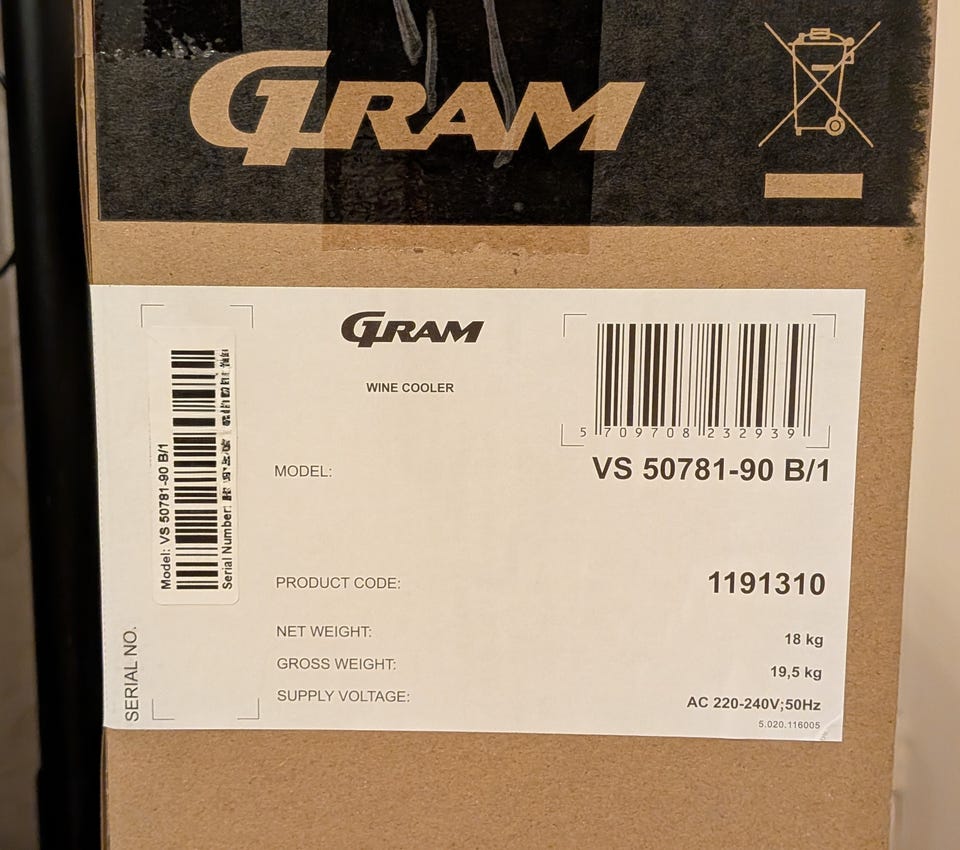 GRAM
GRAM
WINE COOLER
5 709708 232939
MODEL:
VS 50781-90 B/1
PRODUCT CODE:
1191310
NET WEIGHT:
18 kg
GROSS WEIGHT:
19,5 kg
SUPPLY VOLTAGE:
AC 220-240V;50Hz
5.020.116005
SERIAL NO.
Model: VS 50781-90 B/1
Serial Number: